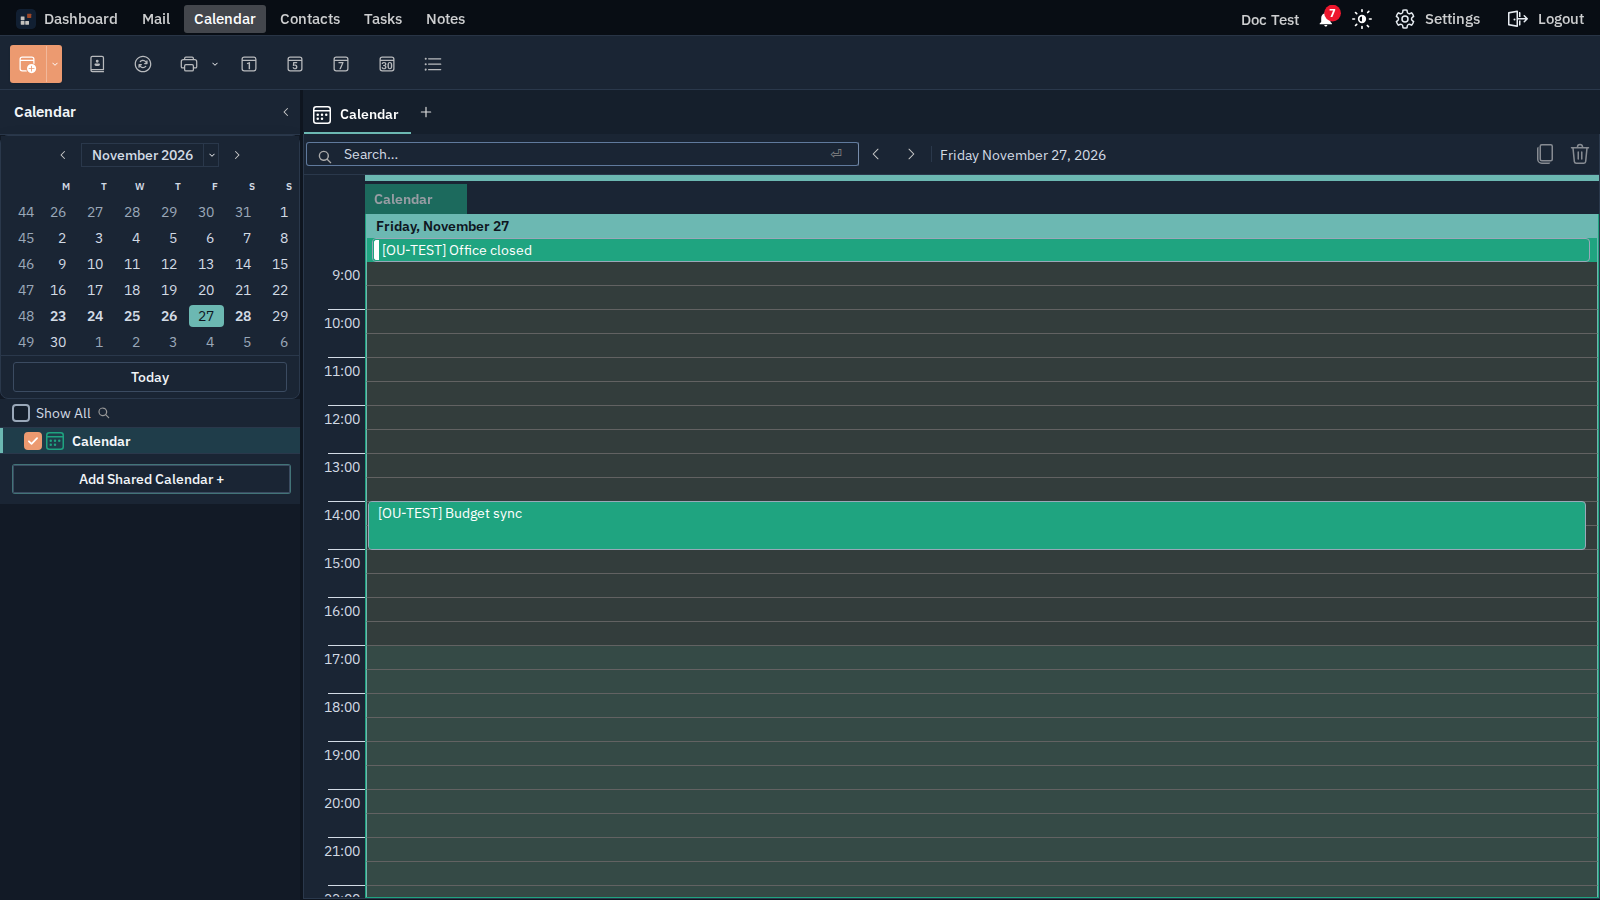 Dashboard Mail Calendar Contacts Tasks Notes Doc Test 7 Settings Logout
1 5 7 30
Calendar
Calendar +
November 2026
Search...
Friday November 27, 2026
M T W T F S S
44 26 27 28 29 30 31 1
45 2 3 4 5 6 7 8
46 9 10 11 12 13 14 15
47 16 17 18 19 20 21 22
48 23 24 25 26 27 28 29
49 30 1 2 3 4 5 6
Today
Show All
Calendar
Add Shared Calendar +
Calendar
Friday, November 27
[OU-TEST] Office closed
9:00
10:00
11:00
12:00
13:00
14:00
[OU-TEST] Budget sync
15:00
16:00
17:00
18:00
19:00
20:00
21:00